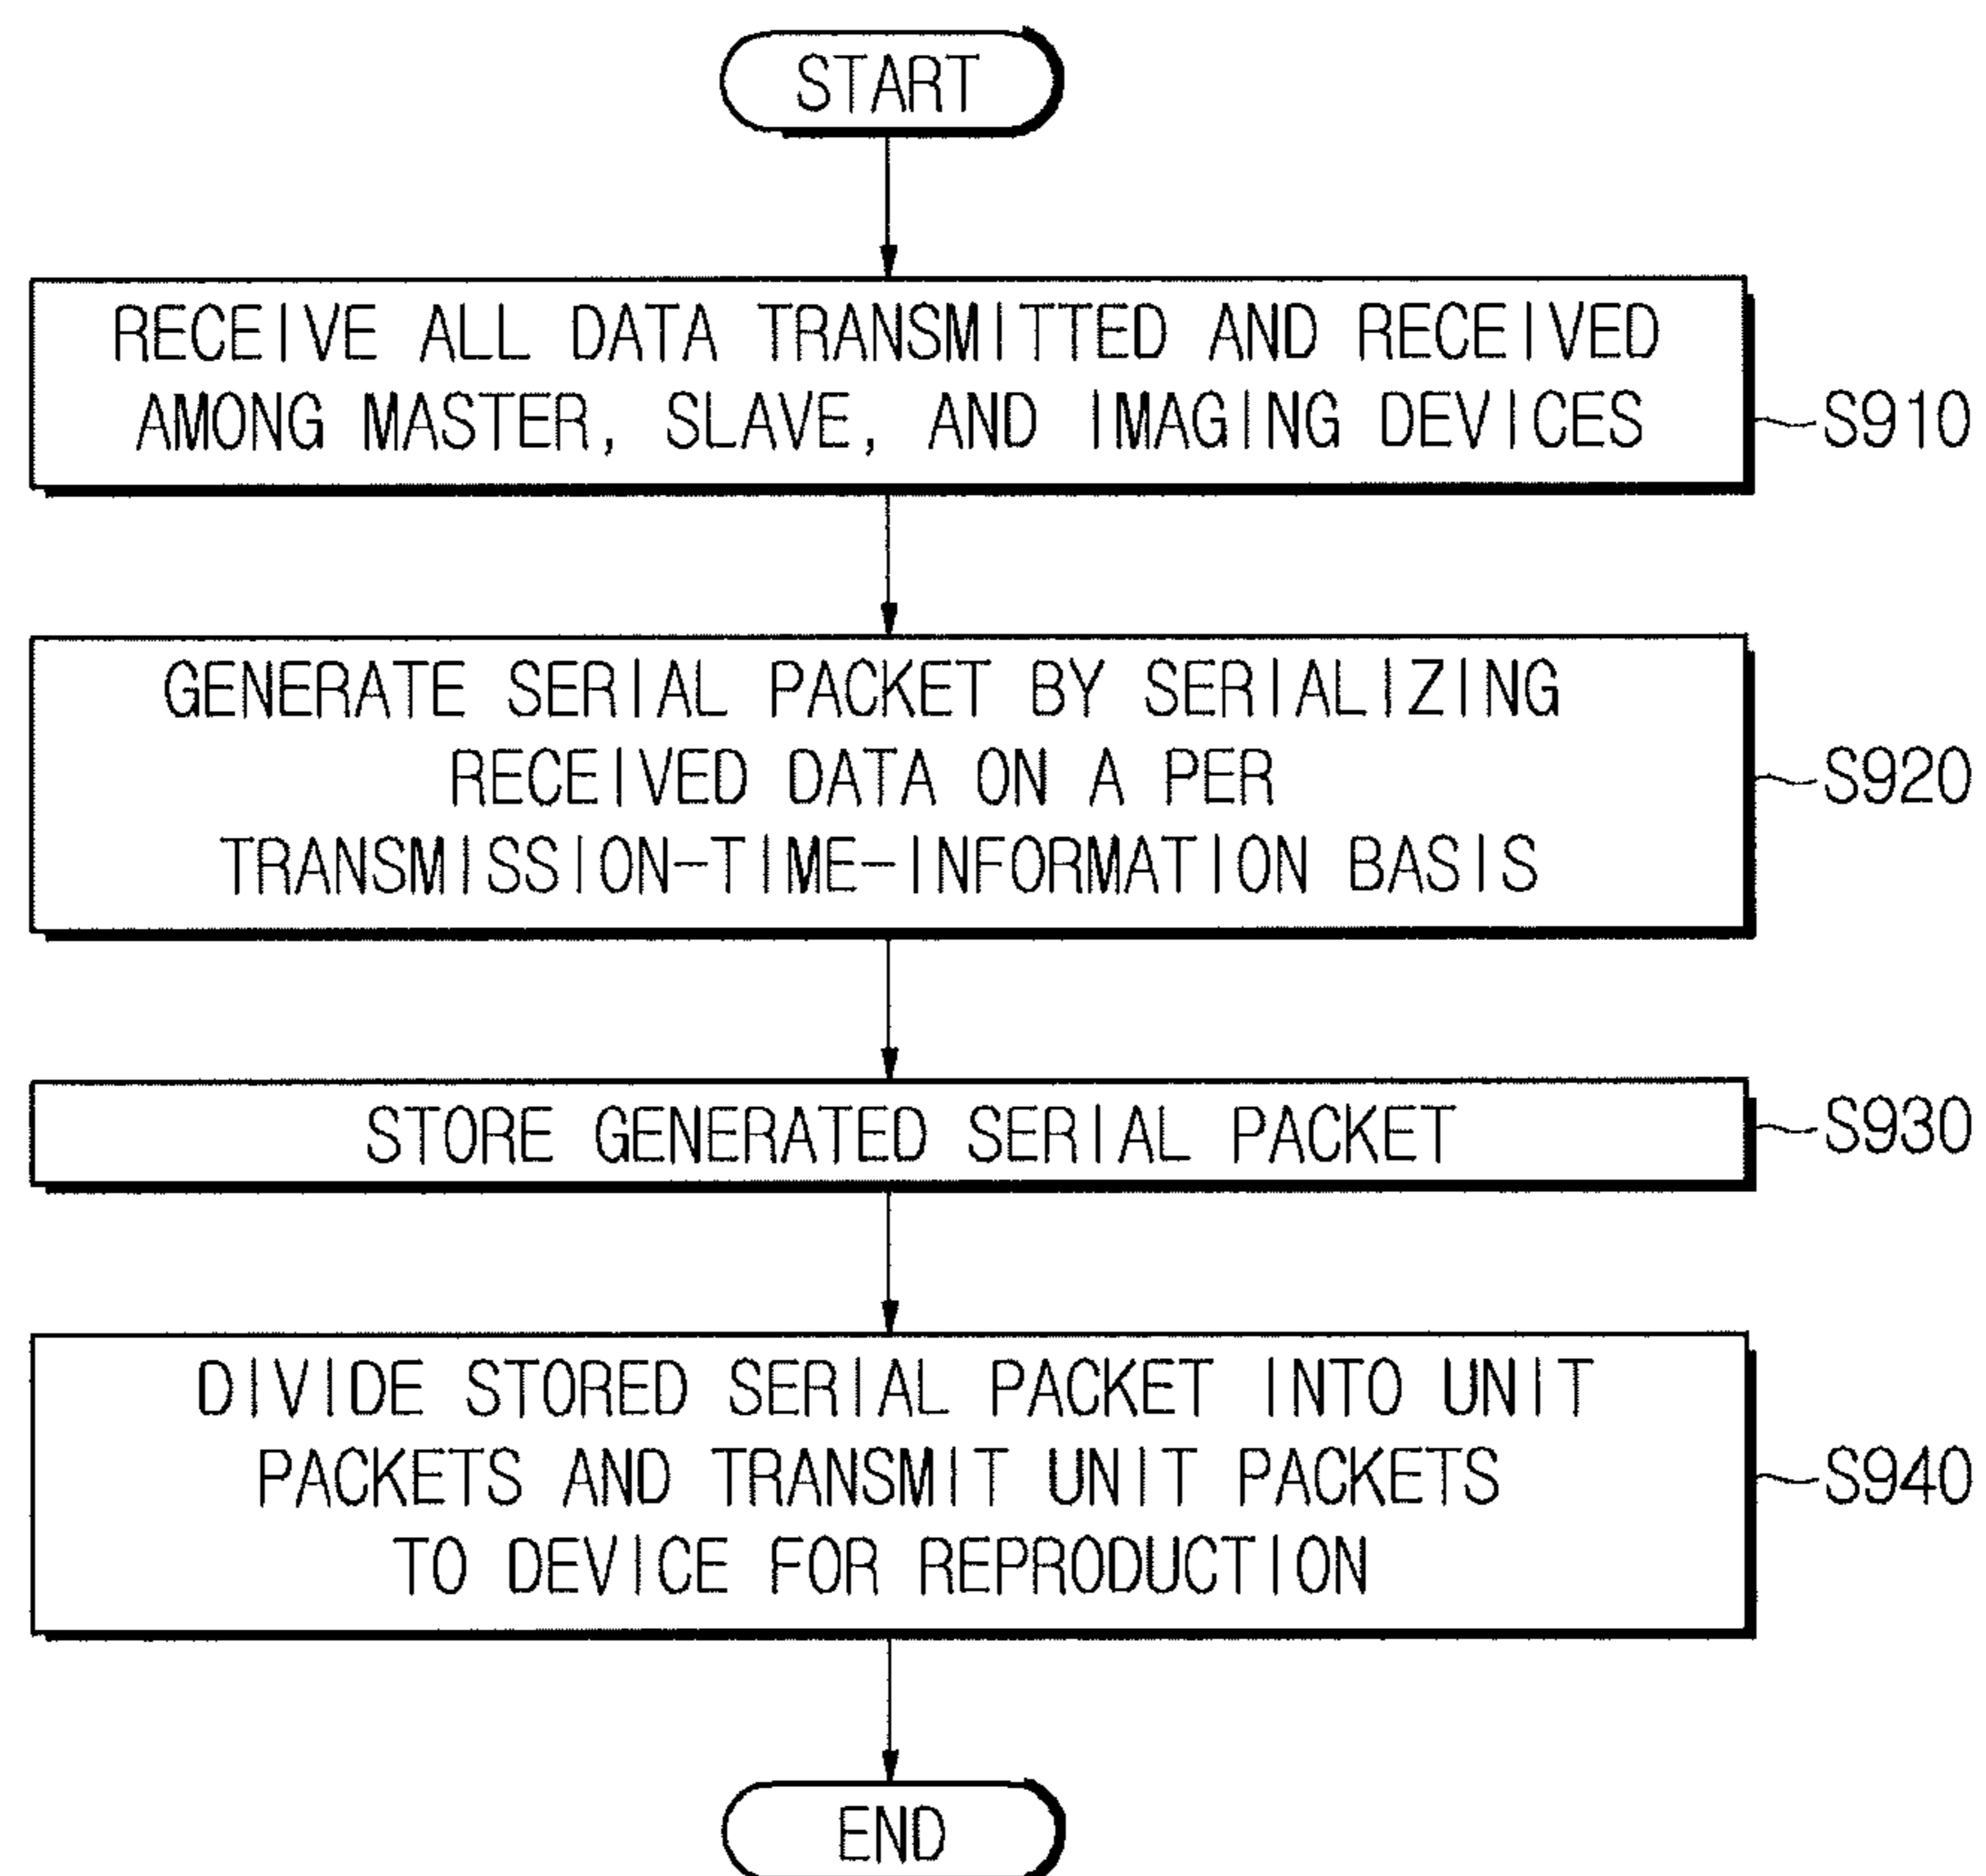 START
RECEIVE ALL DATA TRANSMITTED AND RECEIVED
AMONG MASTER, SLAVE, AND IMAGING DEVICES
S910
GENERATE SERIAL PACKET BY SERIALIZING
RECEIVED DATA ON A PER
TRANSMISSION-TIME-INFORMATION BASIS
S920
STORE GENERATED SERIAL PACKET
S930
DIVIDE STORED SERIAL PACKET INTO UNIT
PACKETS AND TRANSMIT UNIT PACKETS
TO DEVICE FOR REPRODUCTION
S940
END